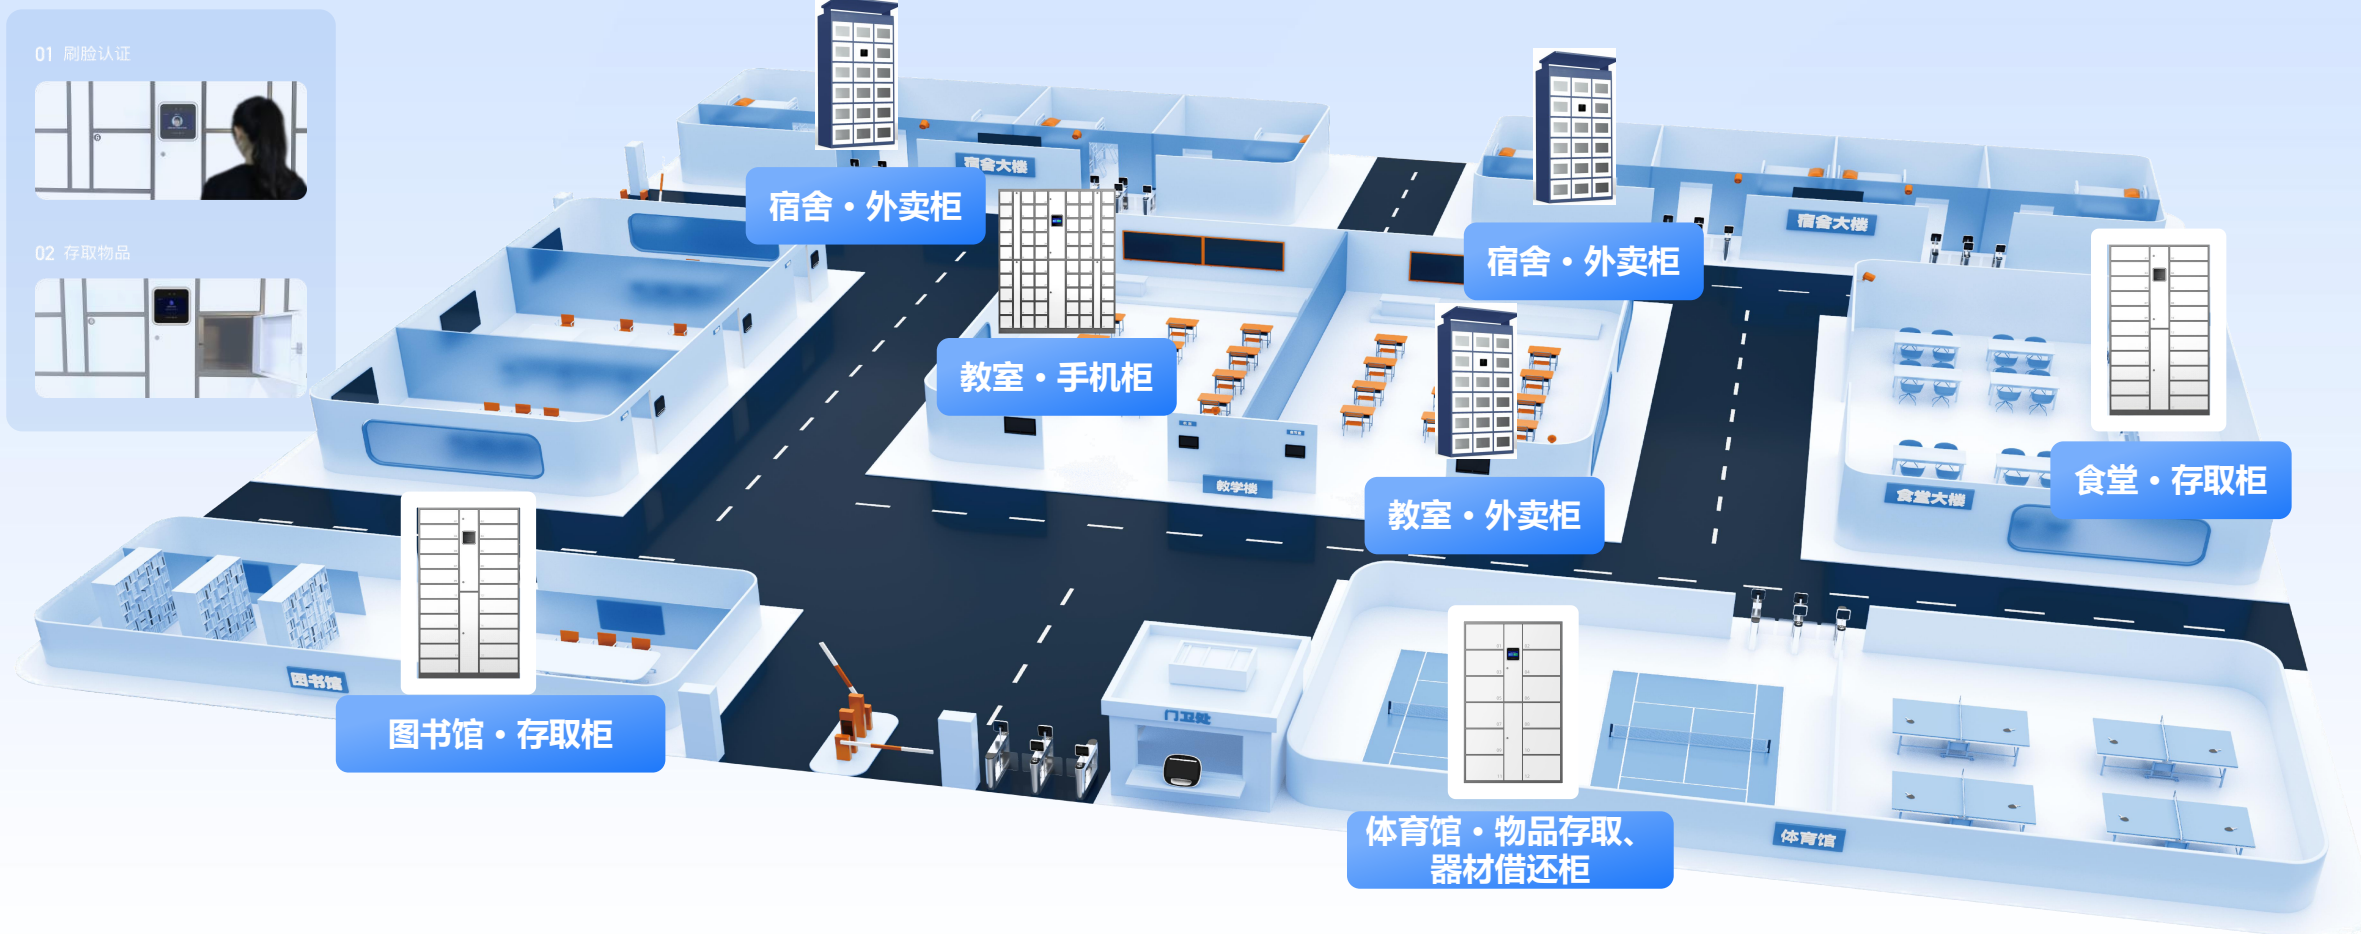 01 刷脸认证
02 存取物品
宿舍大楼
宿舍·外卖柜
宿舍大楼
宿舍·外卖柜
教室·手机柜
教学楼
教室·外卖柜
食堂大楼
食堂·存取柜
图书馆
图书馆·存取柜
门卫处
体育馆
体育馆·物品存取、
器材借还柜